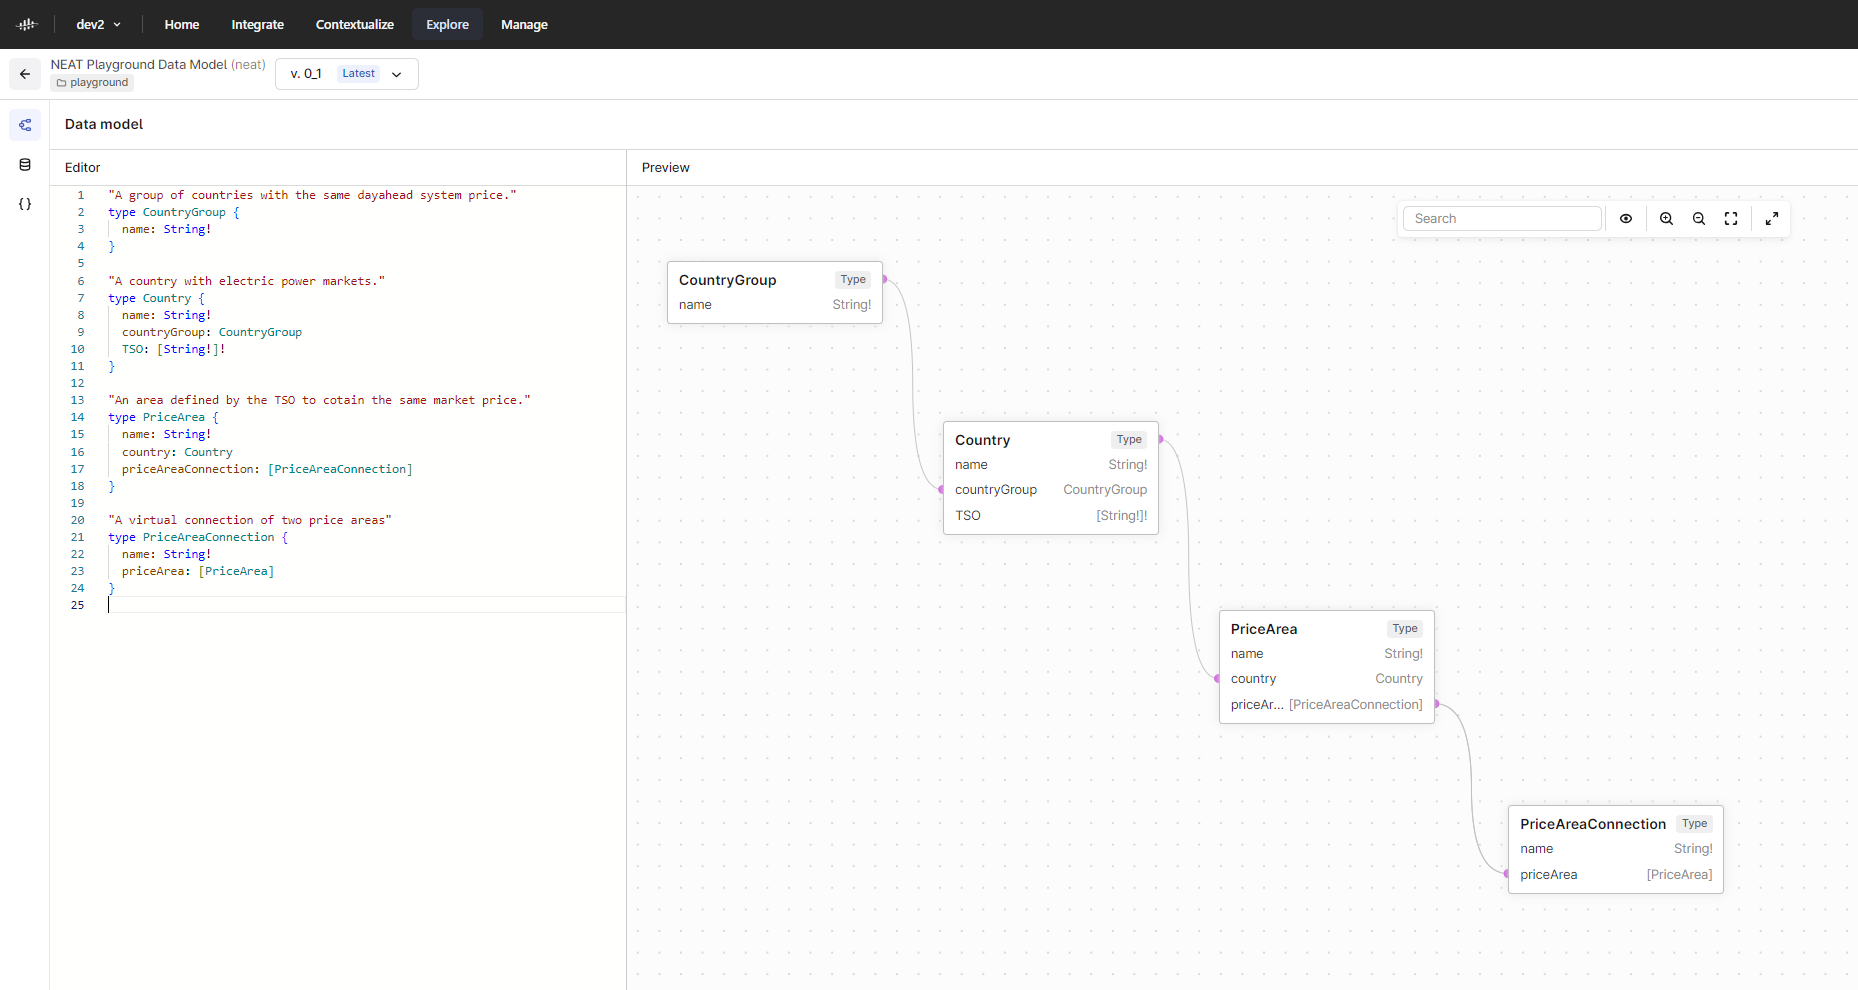 dev2 Home Integrate Contextualize Explore Manage
NEAT Playground Data Model (neat)
playground
v. 0_1 Latest
Data model
Editor
1 "A group of countries with the same dayahead system price."
2 type CountryGroup {
3 name: String!
4 }
5
6 "A country with electric power markets."
7 type Country {
8 name: String!
9 countryGroup: CountryGroup
10 TSO: [String!]!
11 }
12
13 "An area defined by the TSO to cotain the same market price."
14 type PriceArea {
15 name: String!
16 country: Country
17 priceAreaConnection: [PriceAreaConnection]
18 }
19
20 "A virtual connection of two price areas"
21 type PriceAreaConnection {
22 name: String!
23 priceArea: [PriceArea]
24 }
25
Preview
Search
CountryGroup Type
name String!
Country Type
name String!
countryGroup CountryGroup
TSO [String!]!
PriceArea Type
name String!
country Country
priceAr... [PriceAreaConnection]
PriceAreaConnection Type
name String!
priceArea [PriceArea]